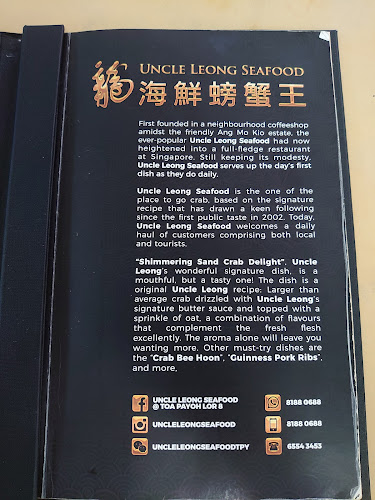 龍 UNCLE LEONG SEAFOOD
海鮮螃蟹王
First founded in a neighbourhood coffeeshop
amidst the friendly Ang Mo Kio estate, the
ever-popular Uncle Leong Seafood had now
heightened into a full-fledge restaurant
at Singapore. Still keeping its modesty,
Uncle Leong Seafood serves up the day's first
dish as they do daily.
Uncle Leong Seafood is the one of the
place to go crab, based on the signature
recipe that has drawn a keen following
since the first public taste in 2002. Today,
Uncle Leong Seafood welcomes a daily
haul of customers comprising both local
and tourists.
"Shimmering Sand Crab Delight", Uncle
Leong's wonderful signature dish, is a
mouthful, but a tasty one! The dish is a
original Uncle Leong recipe: Larger than
average crab drizzled with Uncle Leong's
signature butter sauce and topped with a
sprinkle of oat, a combination of flavours
that complement the fresh flesh
excellently. The aroma alone will leave you
wanting more. Other must-try dishes are
the "Crab Bee Hoon", "Guinness Pork Ribs",
and more.
UNCLE LEONG SEAFOOD
@ TOA PAYOH LOR 8
8188 0688
UNCLELEONGSEAFOOD
8188 0688
UNCLELEONGSEAFOODTPY
6554 3453